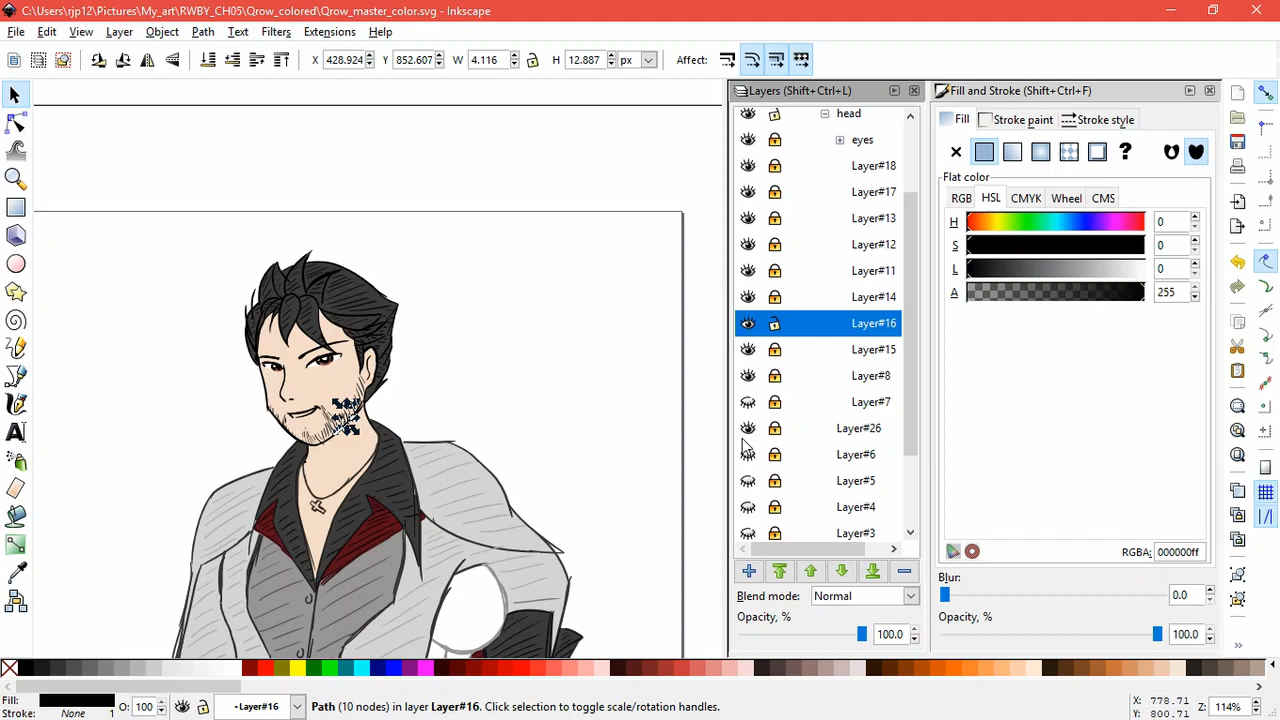 C:\Users\rjp12\Pictures\My_art\RWBY_CH05\Qrow_colored\Qrow_master_color.svg - Inkscape
File Edit View Layer Object Path Filters Text Extensions Help
X 428.924 Y 852.607 W 4.116 H 12.887 px Affect:
Layers (Shift+Ctrl+L)
head
eyes
Layer#18
Layer#17
Layer#13
Layer#12
Layer#11
Layer#14
Layer#16
Layer#15
Layer#8
Layer#7
Layer#26
Layer#6
Layer#5
Layer#4
Layer#3
Blend mode: Normal
Opacity, %
100.0
Fill and Stroke (Shift+Ctrl+F)
Fill Stroke paint Stroke style
Flat color
RGB HSL CMYK Wheel CMS
H 0
S 0
L 0
A 255
RGBA: 000000ff
Blur:
0.0
Opacity, %
100.0
Fill:
Stroke: None 1
O: 100
•Layer#16
Path (10 nodes) in layer Layer#16. Click selection to toggle scale/rotation handles.
X: 778.71
Y: 800.71
Z: 114%